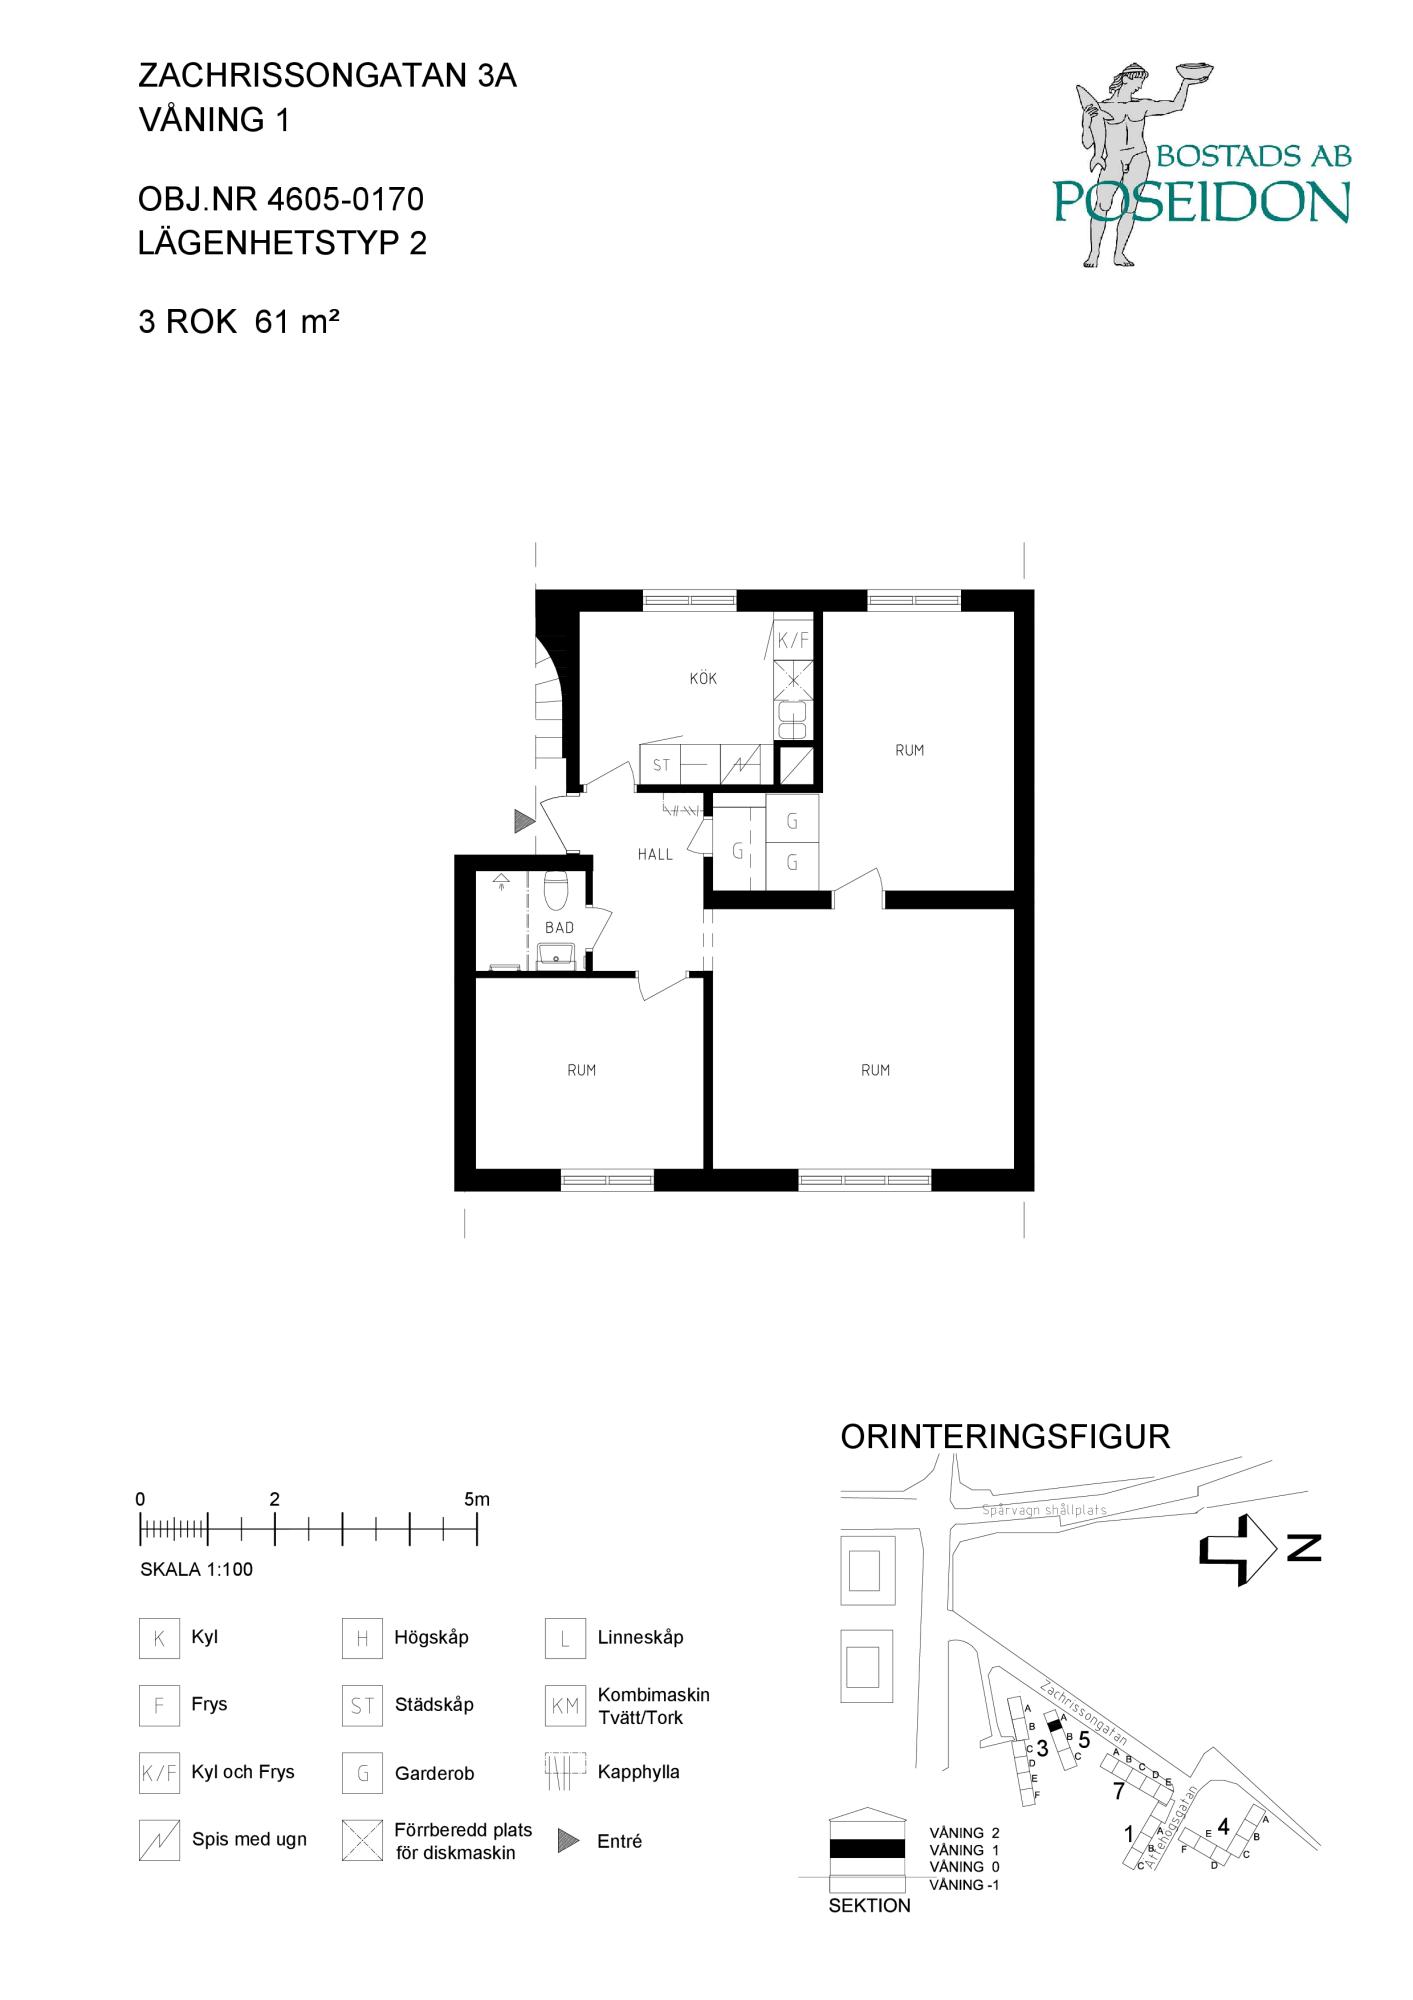 ZACHRISSONGATAN 3A
VÅNING 1
OBJ.NR 4605-0170
LÄGENHETSTYP 2
3 ROK 61 m²
BOSTADS AB
POSEIDON
K/F
KÖK
RUM
ST
G
G
G
HALL
BAD
RUM
RUM
ORINTERINGSFIGUR
0 2 5m
SKALA 1:100
Spårvagn shållplats
N
K Kyl
H Högskåp
L Linneskåp
F Frys
ST Städskåp
KM Kombimaskin
Tvätt/Tork
K/F Kyl och Frys
G Garderob
Kapphylla
Spis med ugn
Förrberedd plats
för diskmaskin
Entré
Zachrissongatan
A
B
C
D
E
F
3
A
B
C
5
A
B
C
D
E
7
A
B
C
1
Attehögsgatan
F
E
D
4
A
B
C
VÅNING 2
VÅNING 1
VÅNING 0
VÅNING -1
SEKTION